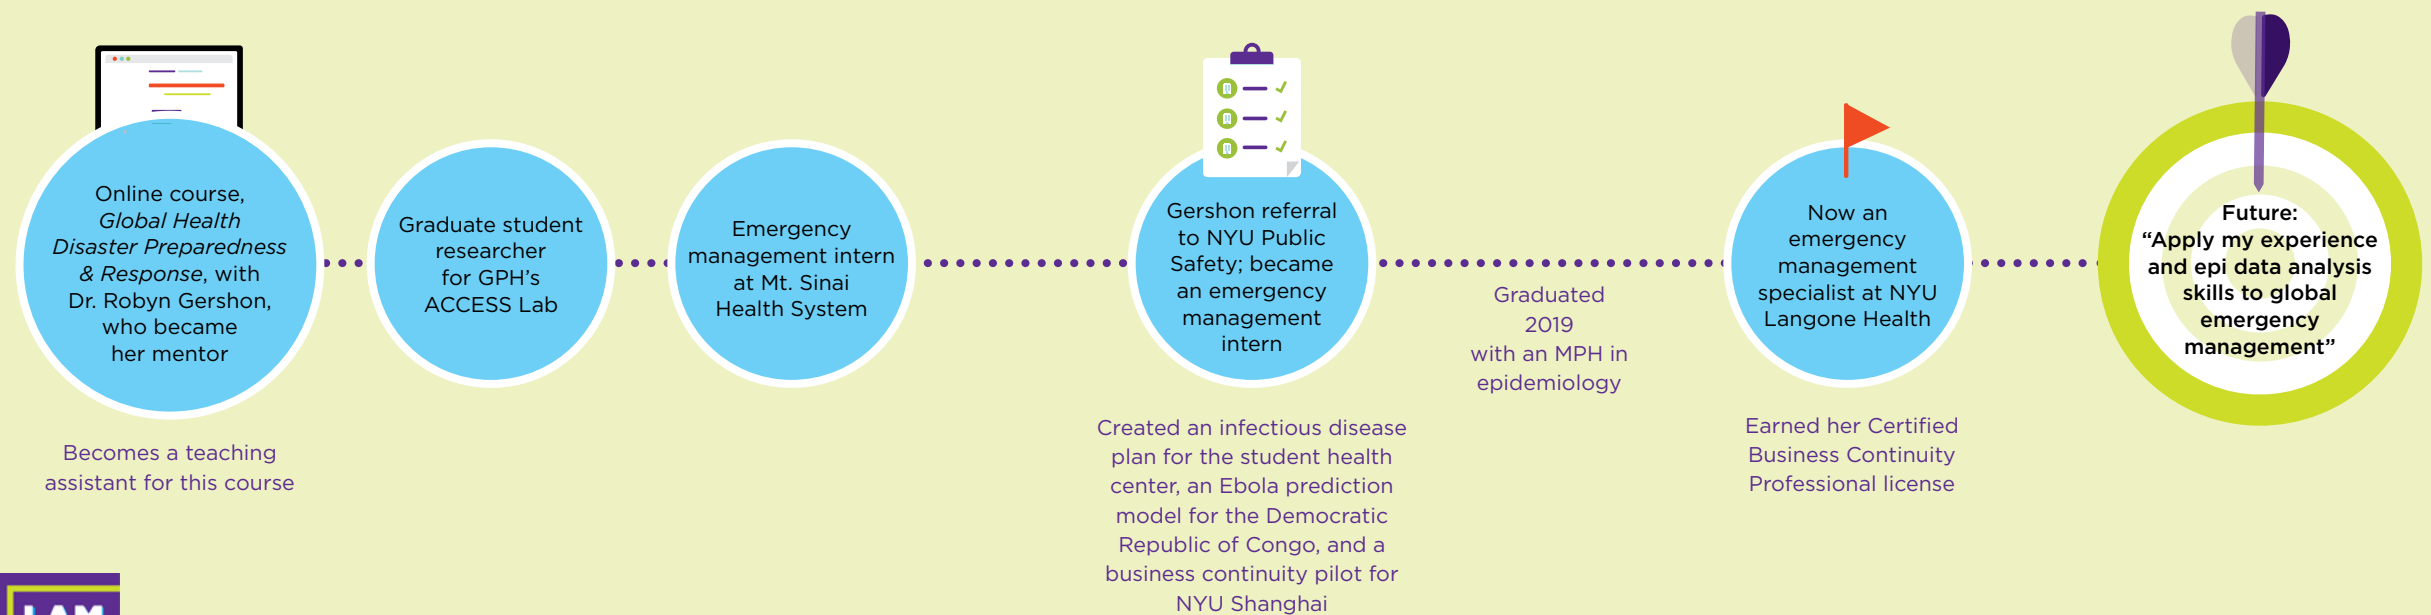 Online course,
Global Health
Disaster Preparedness
& Response, with
Dr. Robyn Gershon,
who became
her mentor
Becomes a teaching
assistant for this course
Graduate student
researcher
for GPH's
ACCESS Lab
Emergency
management intern
at Mt. Sinai
Health System
Gershon referral
to NYU Public
Safety; became
an emergency
management
intern
Created an infectious disease
plan for the student health
center, an Ebola prediction
model for the Democratic
Republic of Congo, and a
business continuity pilot for
NYU Shanghai
Graduated
2019
with an MPH in
epidemiology
Now an
emergency
management
specialist at NYU
Langone Health
Earned her Certified
Business Continuity
Professional license
Future:
“Apply my experience
and epi data analysis
skills to global
emergency
management”
I AM